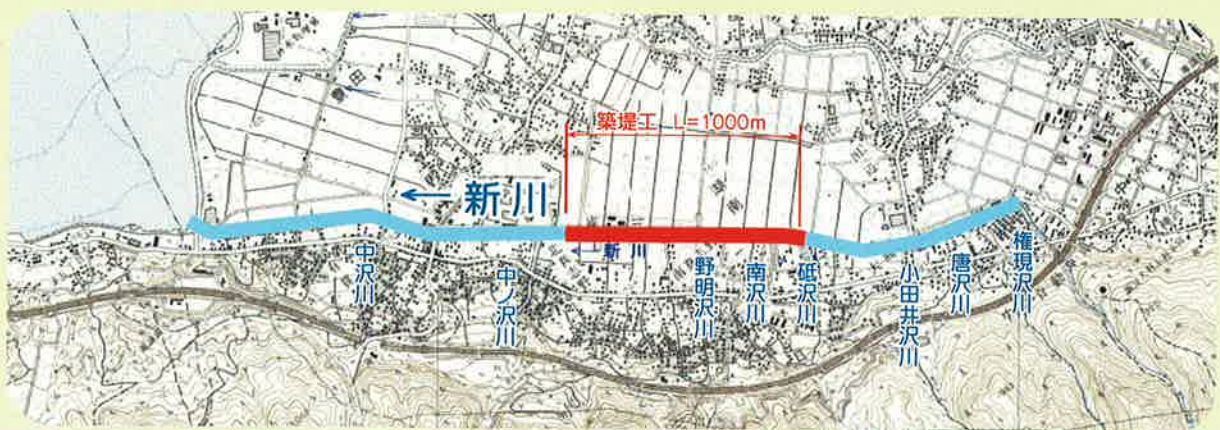 築堤工 L=1000m
← 新川
← 新川
中沢川
中ノ沢川
野明沢川
南沢川
砥沢川
小田井沢川
唐沢川
権現沢川